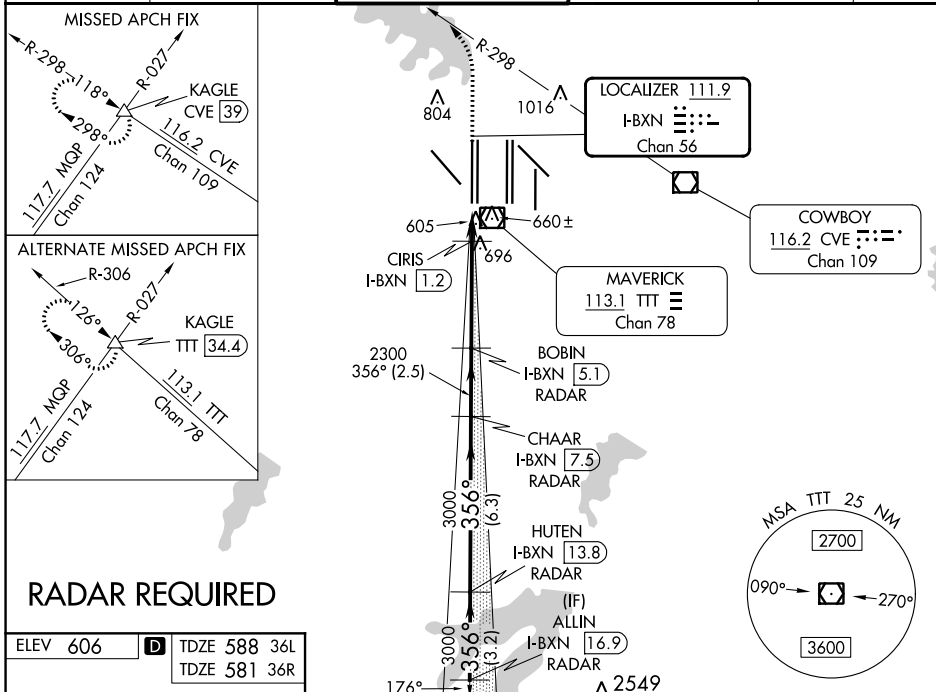 MISSED APCH FIX
R-298
118°
R-027
KAGLE
CVE 39
298°
116.2 CVE
Chan 109
117.7 MQP
Chan 124
ALTERNATE MISSED APCH FIX
R-306
126°
R-027
KAGLE
TTT 34.4
306°
113.1 TTT
Chan 78
117.7 MQP
Chan 124
R-298
804
1016
LOCALIZER 111.9
I-BXN
Chan 56
COWBOY
116.2 CVE
Chan 109
605
660±
696
CIRIS
I-BXN 1.2
MAVERICK
113.1 TTT
Chan 78
2300
356° (2.5)
BOBIN
I-BXN 5.1
RADAR
CHAAR
I-BXN 7.5
RADAR
3000
356°
(6.3)
HUTEN
I-BXN 13.8
RADAR
(IF)
ALLIN
I-BXN 16.9
RADAR
3000
356°
(3.2)
176°
2549
MSA TTT 25 NM
2700
090°
270°
3600
RADAR REQUIRED
ELEV 606
D
TDZE 588 36L
TDZE 581 36R